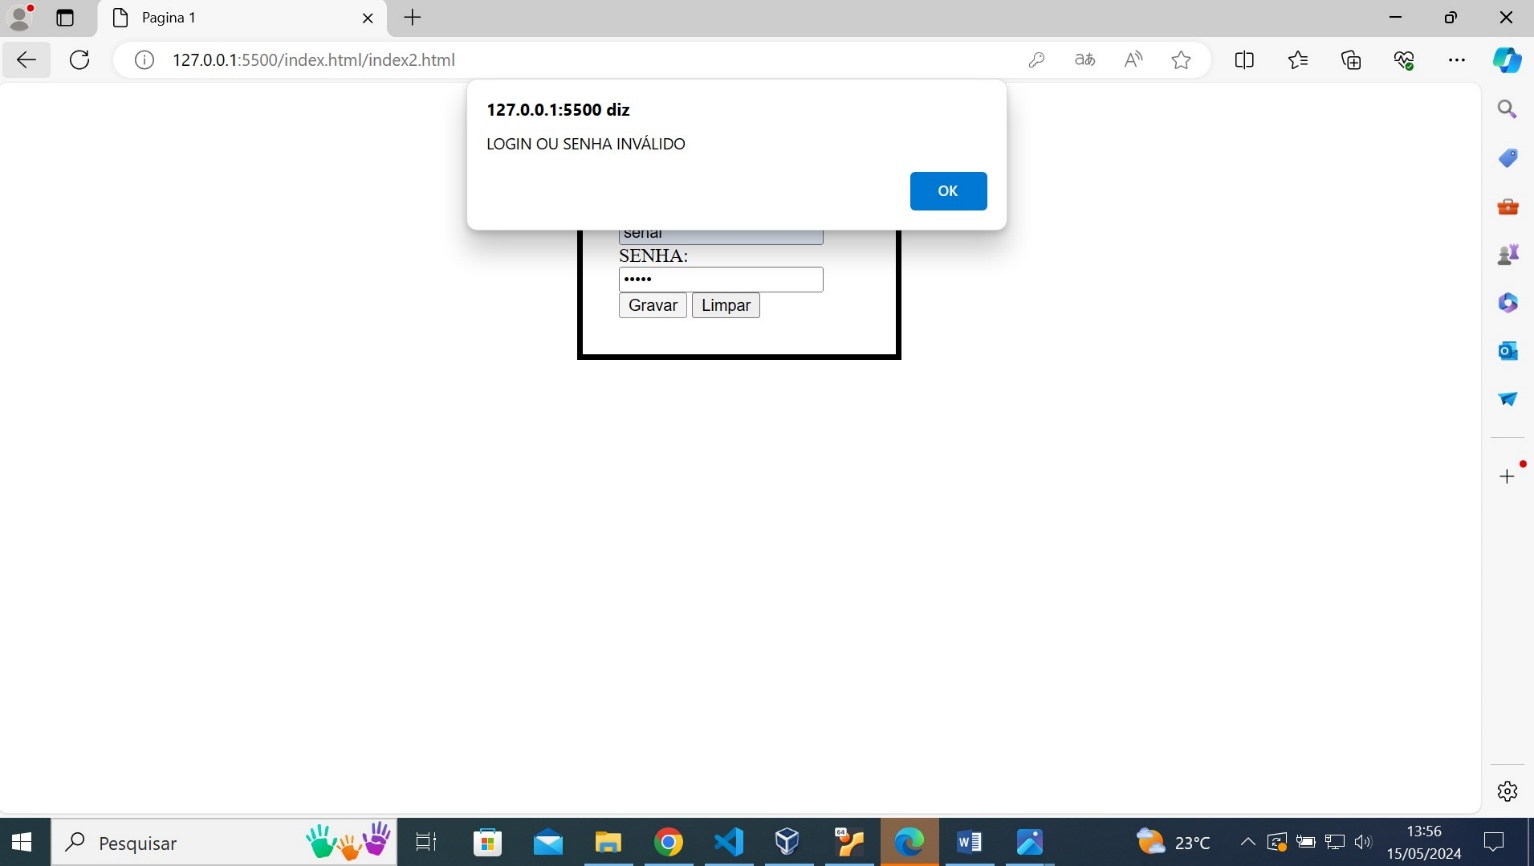 Pagina 1
127.0.0.1:5500/index.html/index2.html
127.0.0.1:5500 diz
LOGIN OU SENHA INVÁLIDO
OK
senai
SENHA:
•••••
Gravar Limpar
Pesquisar
23°C
13:56
15/05/2024